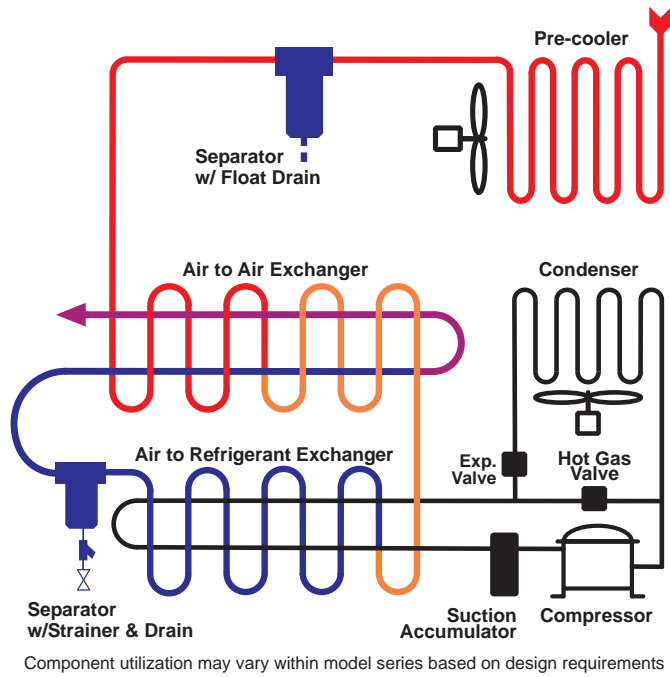 Pre-cooler
Separator
w/ Float Drain
Air to Air Exchanger
Condenser
Air to Refrigerant Exchanger
Exp.
Valve
Hot Gas
Valve
Separator
w/Strainer & Drain
Suction
Accumulator
Compressor
Component utilization may vary within model series based on design requirements